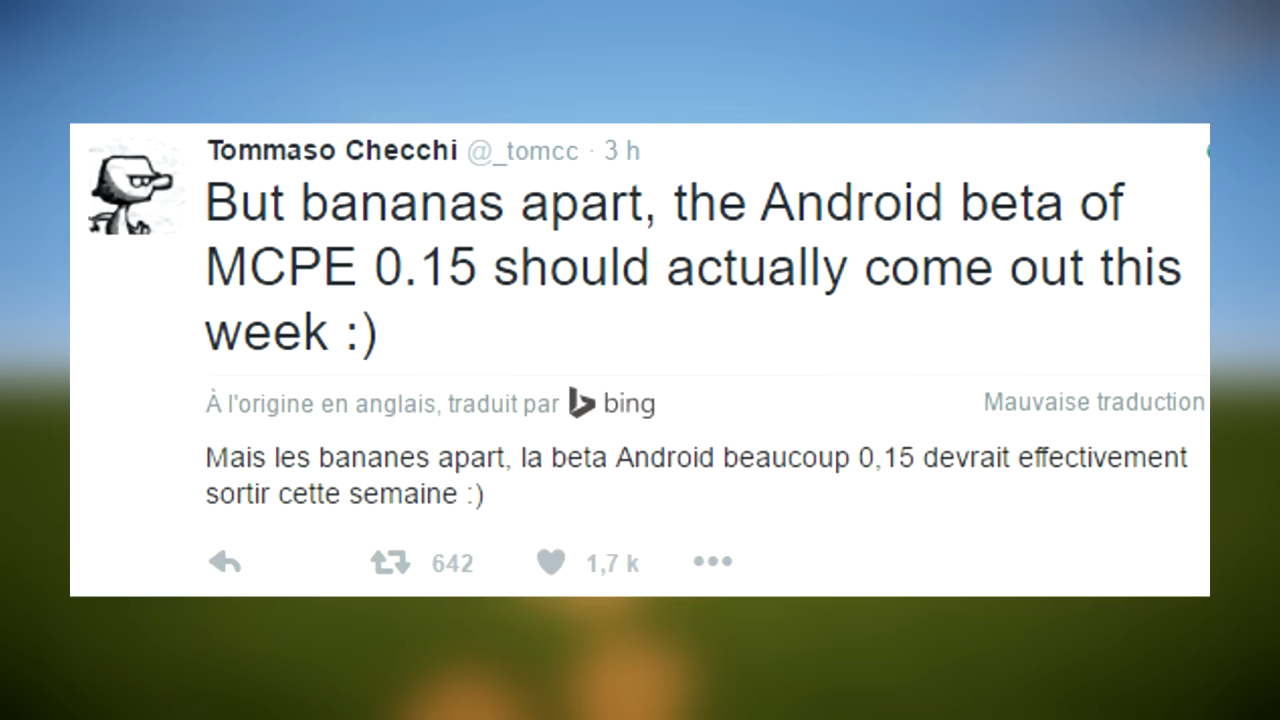 Tommaso Checchi @_tomcc · 3 h
But bananas apart, the Android beta of
MCPE 0.15 should actually come out this
week :)
À l'origine en anglais, traduit par bing Mauvaise traduction
Mais les bananes apart, la beta Android beaucoup 0,15 devrait effectivement
sortir cette semaine :)
642 1,7 k